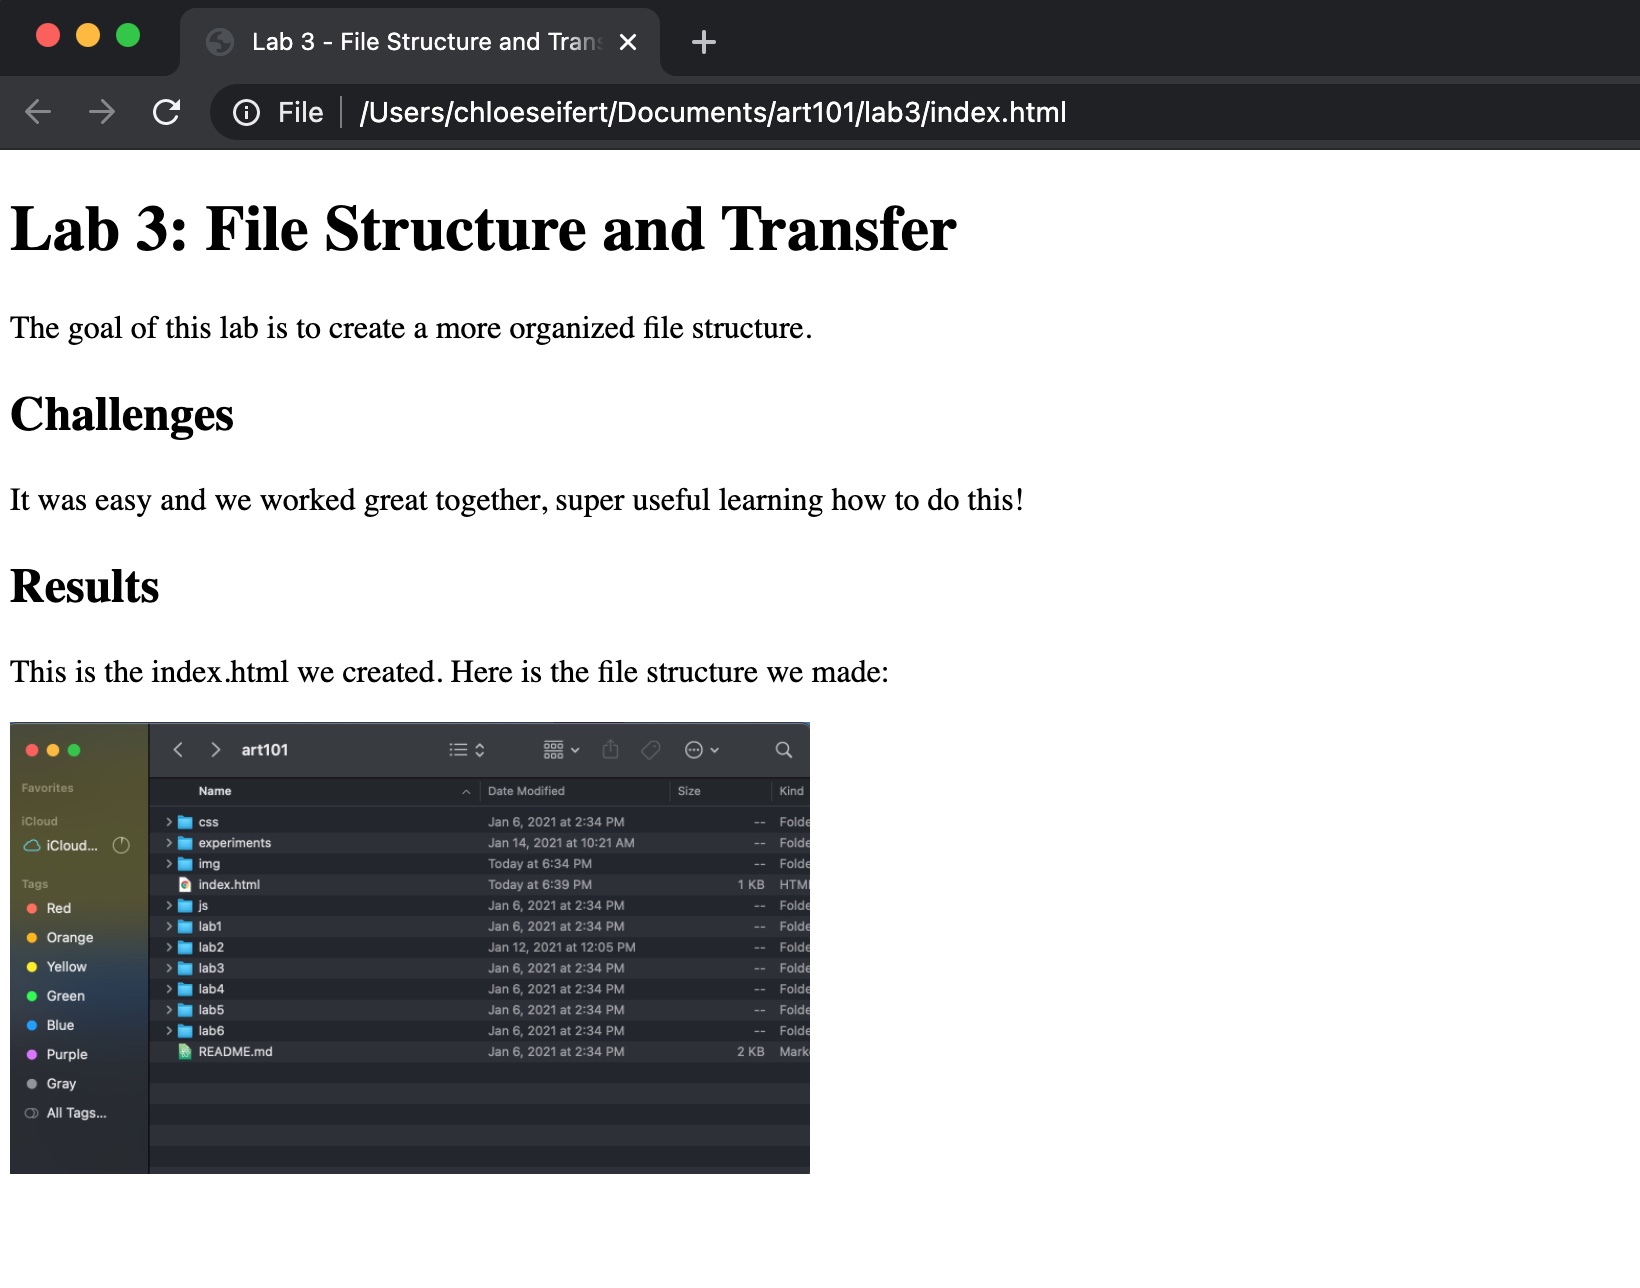 Lab 3 - File Structure and Trans
File /Users/chloeseifert/Documents/art101/lab3/index.html
Lab 3: File Structure and Transfer
The goal of this lab is to create a more organized file structure.
Challenges
It was easy and we worked great together, super useful learning how to do this!
Results
This is the index.html we created. Here is the file structure we made:
art101
Favorites
iCloud
iCloud...
Tags
Red
Orange
Yellow
Green
Blue
Purple
Gray
All Tags...
Name Date Modified Size Kind
css Jan 6, 2021 at 2:34 PM -- Folde
experiments Jan 14, 2021 at 10:21 AM -- Folde
img Today at 6:34 PM -- Folde
index.html Today at 6:39 PM 1 KB HTML
js Jan 6, 2021 at 2:34 PM -- Folde
lab1 Jan 6, 2021 at 2:34 PM -- Folde
lab2 Jan 12, 2021 at 12:05 PM -- Folde
lab3 Jan 6, 2021 at 2:34 PM -- Folde
lab4 Jan 6, 2021 at 2:34 PM -- Folde
lab5 Jan 6, 2021 at 2:34 PM -- Folde
lab6 Jan 6, 2021 at 2:34 PM -- Folde
README.md Jan 6, 2021 at 2:34 PM 2 KB Mark